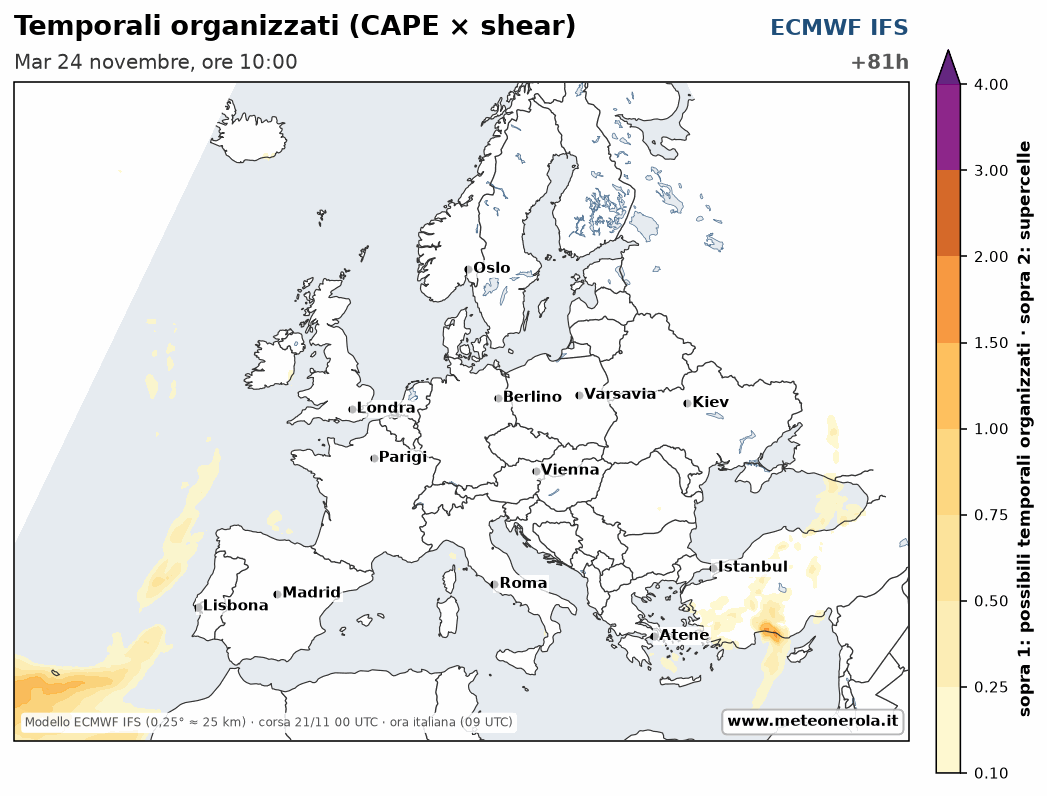 Temporali organizzati (CAPE × shear)
ECMWF IFS
Mar 24 novembre, ore 10:00
+81h
Oslo
Londra
Berlino
Varsavia
Kiev
Parigi
Vienna
Istanbul
Madrid
Roma
Lisbona
Atene
Modello ECMWF IFS (0,25° ≈ 25 km) · corsa 21/11 00 UTC · ora italiana (09 UTC)
www.meteonerola.it
4.00
3.00
2.00
1.50
1.00
0.75
0.50
0.25
0.10
sopra 1: possibili temporali organizzati · sopra 2: supercelle